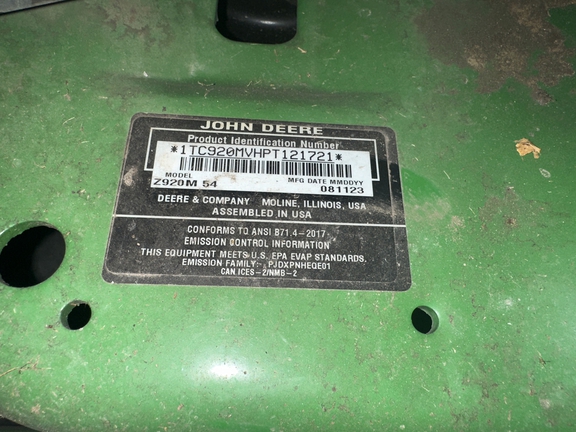 JOHN DEERE
Product Identification Number
*1TC920MVHPT121721*
MODEL MFG DATE MMDDYY
Z920M 54 081123
DEERE & COMPANY MOLINE, ILLINOIS, USA
ASSEMBLED IN USA
CONFORMS TO ANSI B71.4-2017
EMISSION CONTROL INFORMATION
THIS EQUIPMENT MEETS U.S. EPA EVAP STANDARDS.
EMISSION FAMILY: PJDXPNHEQE01
CAN ICES-2/NMB-2